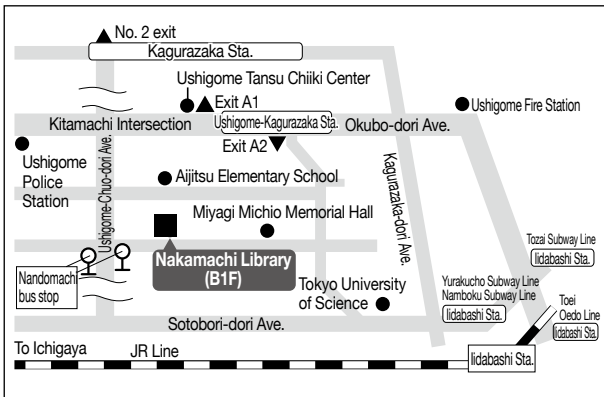 No. 2 exit
Kagurazaka Sta.
Ushigome Tansu Chiiki Center
Exit A1
Ushigome Fire Station
Kitamachi Intersection
Ushigome-Kagurazaka Sta.
Okubo-dori Ave.
Exit A2
Ushigome
Police
Station
Ushigome-Chuo-dori Ave.
Kagurazaka-dori Ave.
Aijitsu Elementary School
Miyagi Michio Memorial Hall
Nakamachi Library
(B1F)
Nandomach
bus stop
Tozai Subway Line
Iidabashi Sta.
Tokyo University
of Science
Yurakucho Subway Line
Namboku Subway Line
Iidabashi Sta.
Toei
Oedo Line
Iidabashi Sta.
Sotobori-dori Ave.
To Ichigaya
JR Line
Iidabashi Sta.